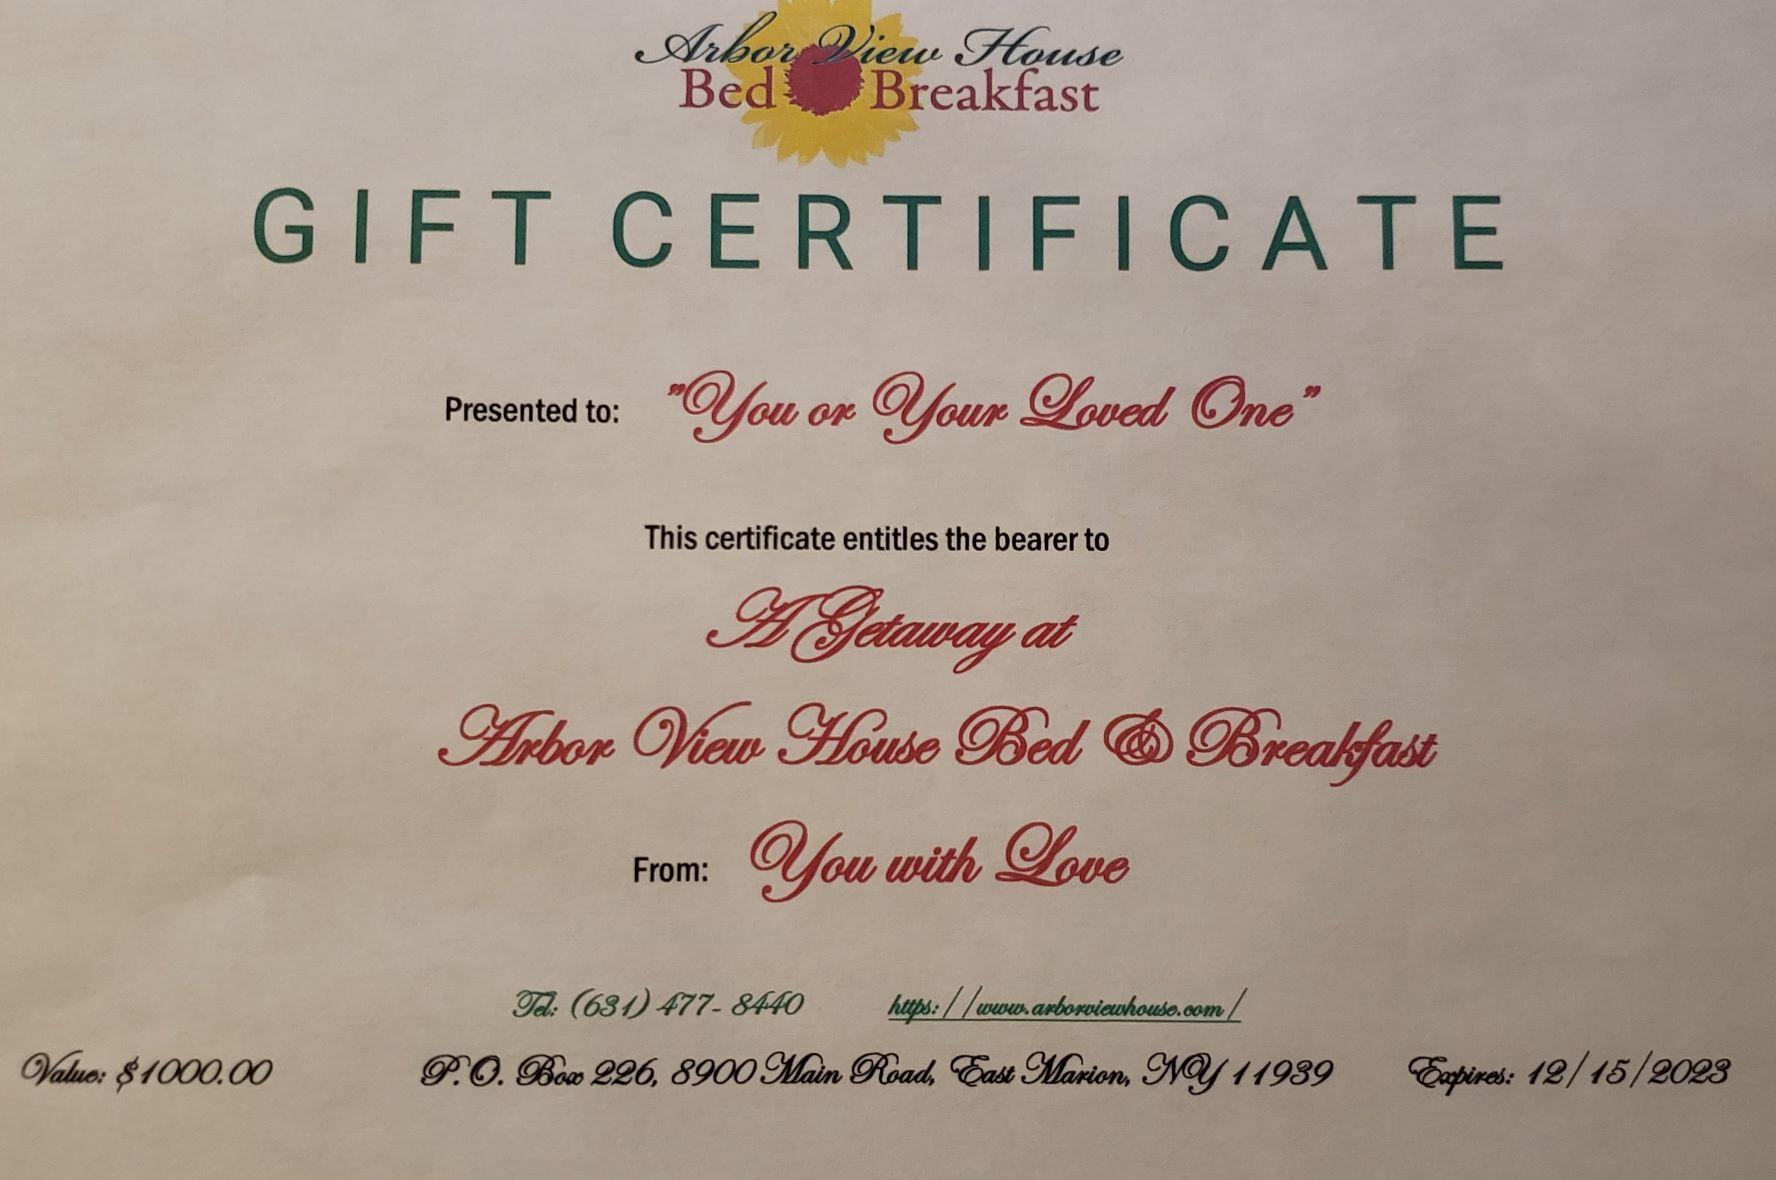 Arbor View House
Bed Breakfast
GIFT CERTIFICATE
Presented to: "You or Your Loved One"
This certificate entitles the bearer to
A Getaway at
Arbor View House Bed & Breakfast
From: You with Love
Tel: (631) 477-8440 https://www.arborviewhouse.com/
Value: $1000.00 P.O. Box 226, 8900 Main Road, East Marion, NY 11939 Expires: 12/15/2023